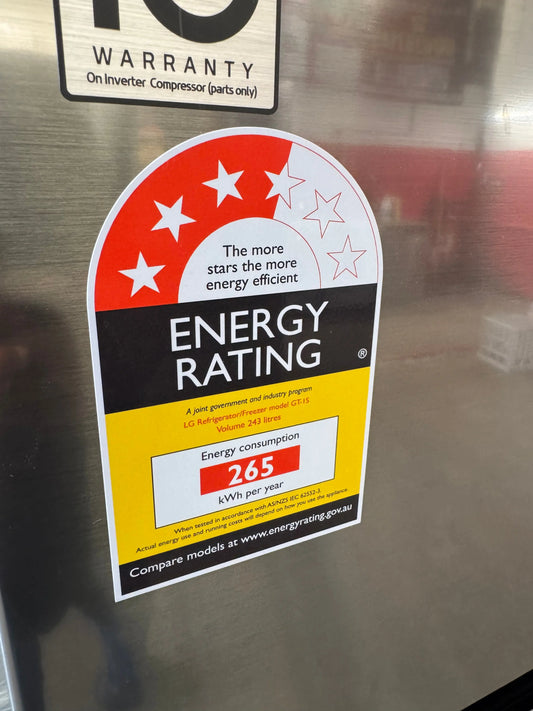 10
WARRANTY
On Inverter Compressor (parts only)
The more
stars the more
energy efficient
ENERGY
RATING ®
A joint government and industry program
LG Refrigerator/Freezer model GT-1S
Volume 243 litres
Energy consumption
265
kWh per year
When tested in accordance with AS/NZS IEC 62552-3.
Actual energy use and running costs will depend on how you use the appliance.
Compare models at www.energyrating.gov.au